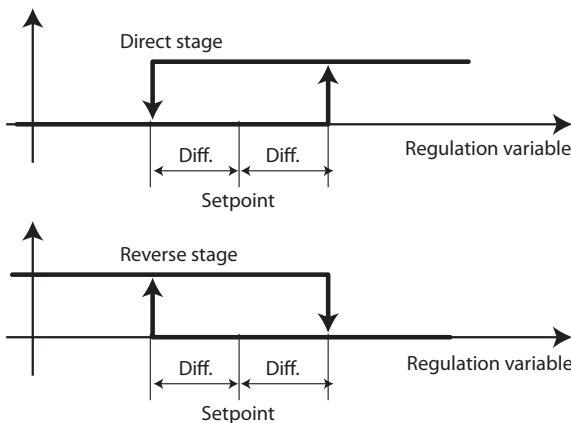 Direct stage
Regulation variable
Diff. Diff.
Setpoint
Reverse stage
Regulation variable
Diff. Diff.
Setpoint